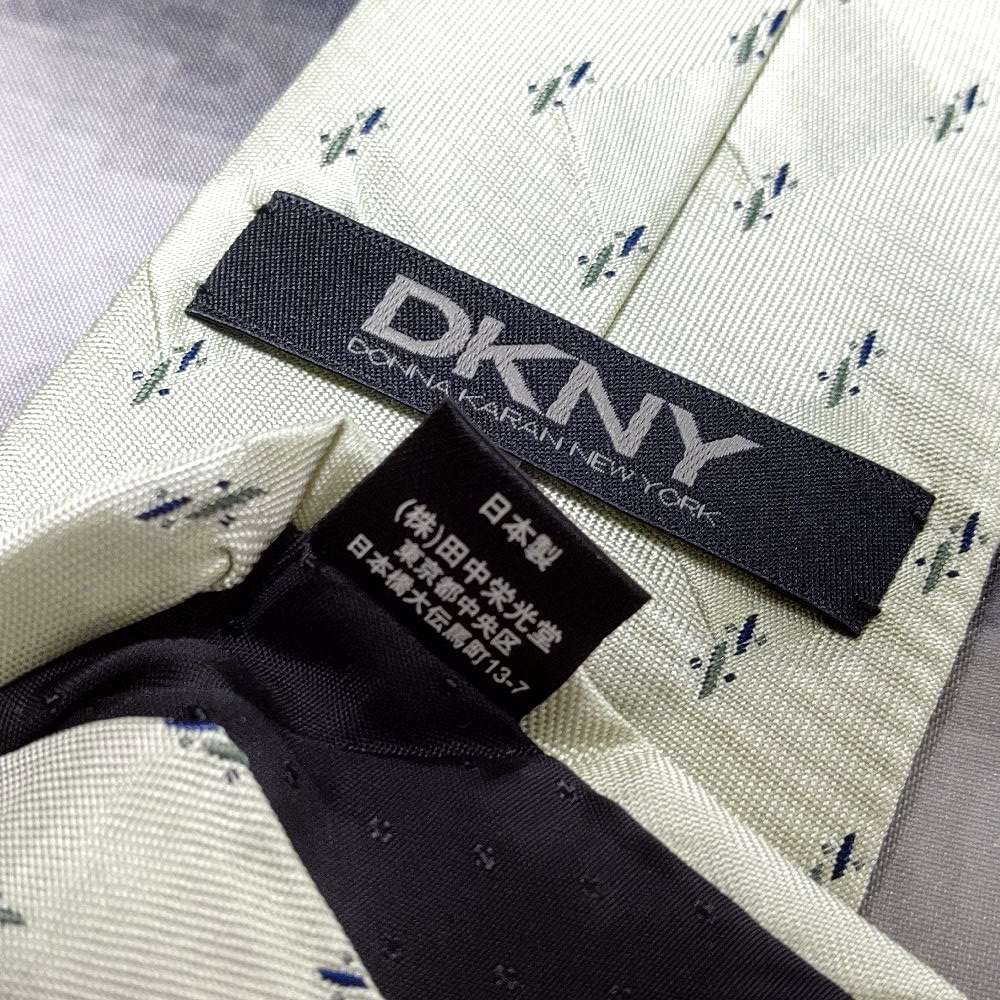 DKNY
DONNA KARAN NEW YORK
日本製
(株)田中栄光堂
東京都中央区
日本橋大伝馬町13-7